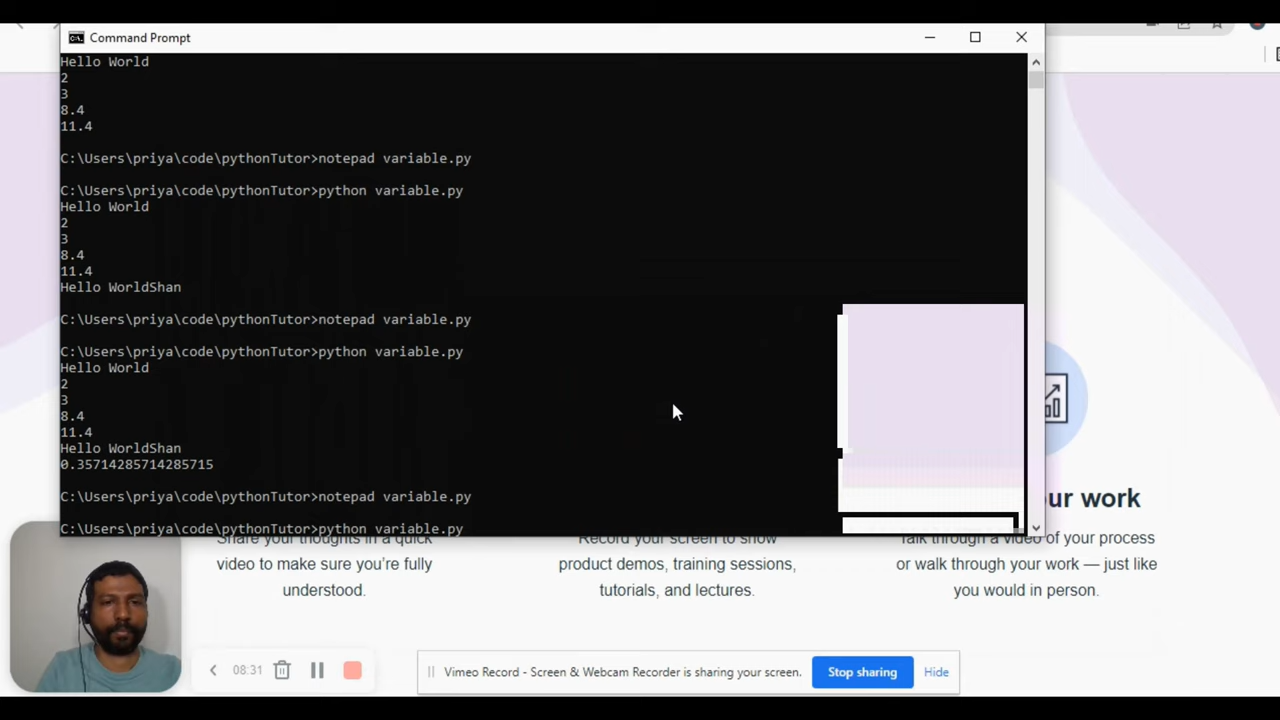 Command Prompt
Hello World
2
3
8.4
11.4
C:\Users\priya\code\pythonTutor>notepad variable.py
C:\Users\priya\code\pythonTutor>python variable.py
Hello World
2
3
8.4
11.4
Hello WorldShan
C:\Users\priya\code\pythonTutor>notepad variable.py
C:\Users\priya\code\pythonTutor>python variable.py
Hello World
2
3
8.4
11.4
Hello WorldShan
0.35714285714285715
C:\Users\priya\code\pythonTutor>notepad variable.py
C:\Users\priya\code\pythonTutor>python variable.py
Share your thoughts in a quick
video to make sure you're fully
understood.
Record your screen to show
product demos, training sessions,
tutorials, and lectures.
ur work
Talk through a video of your process
or walk through your work — just like
you would in person.
08:31
Vimeo Record - Screen & Webcam Recorder is sharing your screen.
Stop sharing
Hide